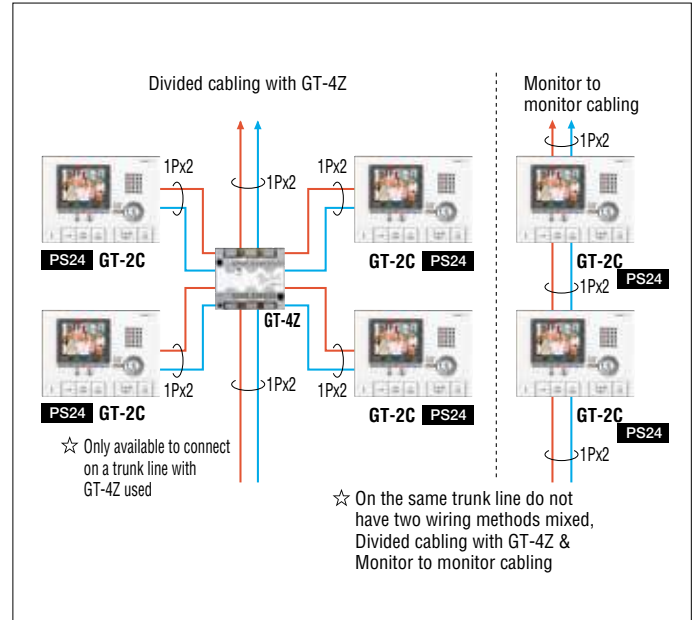 Divided cabling with GT-4Z
Monitor to
monitor cabling
1Px2
1Px2
1Px2
1Px2
PS24 GT-2C
GT-2C PS24
GT-2C
PS24
1Px2
GT-4Z
1Px2
1Px2
1Px2
PS24 GT-2C
GT-2C PS24
GT-2C
PS24
1Px2
☆ Only available to connect
on a trunk line with
GT-4Z used
☆ On the same trunk line do not
have two wiring methods mixed,
Divided cabling with GT-4Z &
Monitor to monitor cabling